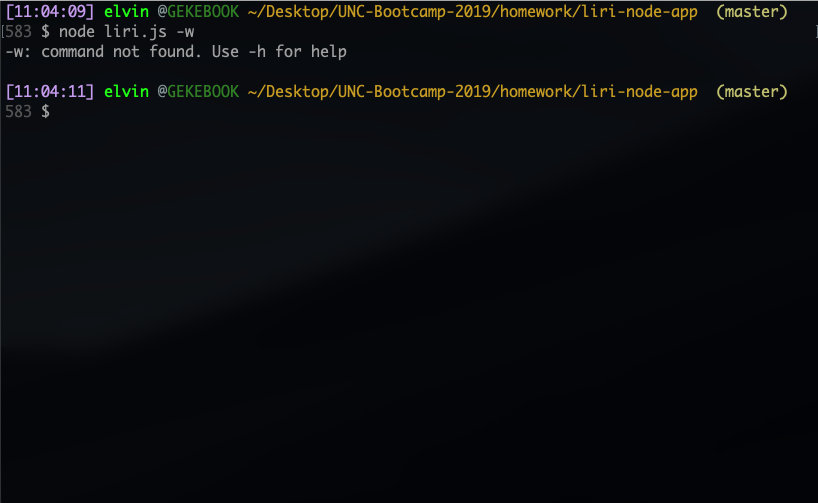 [11:04:09] elvin @GEKEBOOK ~/Desktop/UNC-Bootcamp-2019/homework/liri-node-app (master)
[583 $ node liri.js -w ]
-w: command not found. Use -h for help
[11:04:11] elvin @GEKEBOOK ~/Desktop/UNC-Bootcamp-2019/homework/liri-node-app (master)
583 $